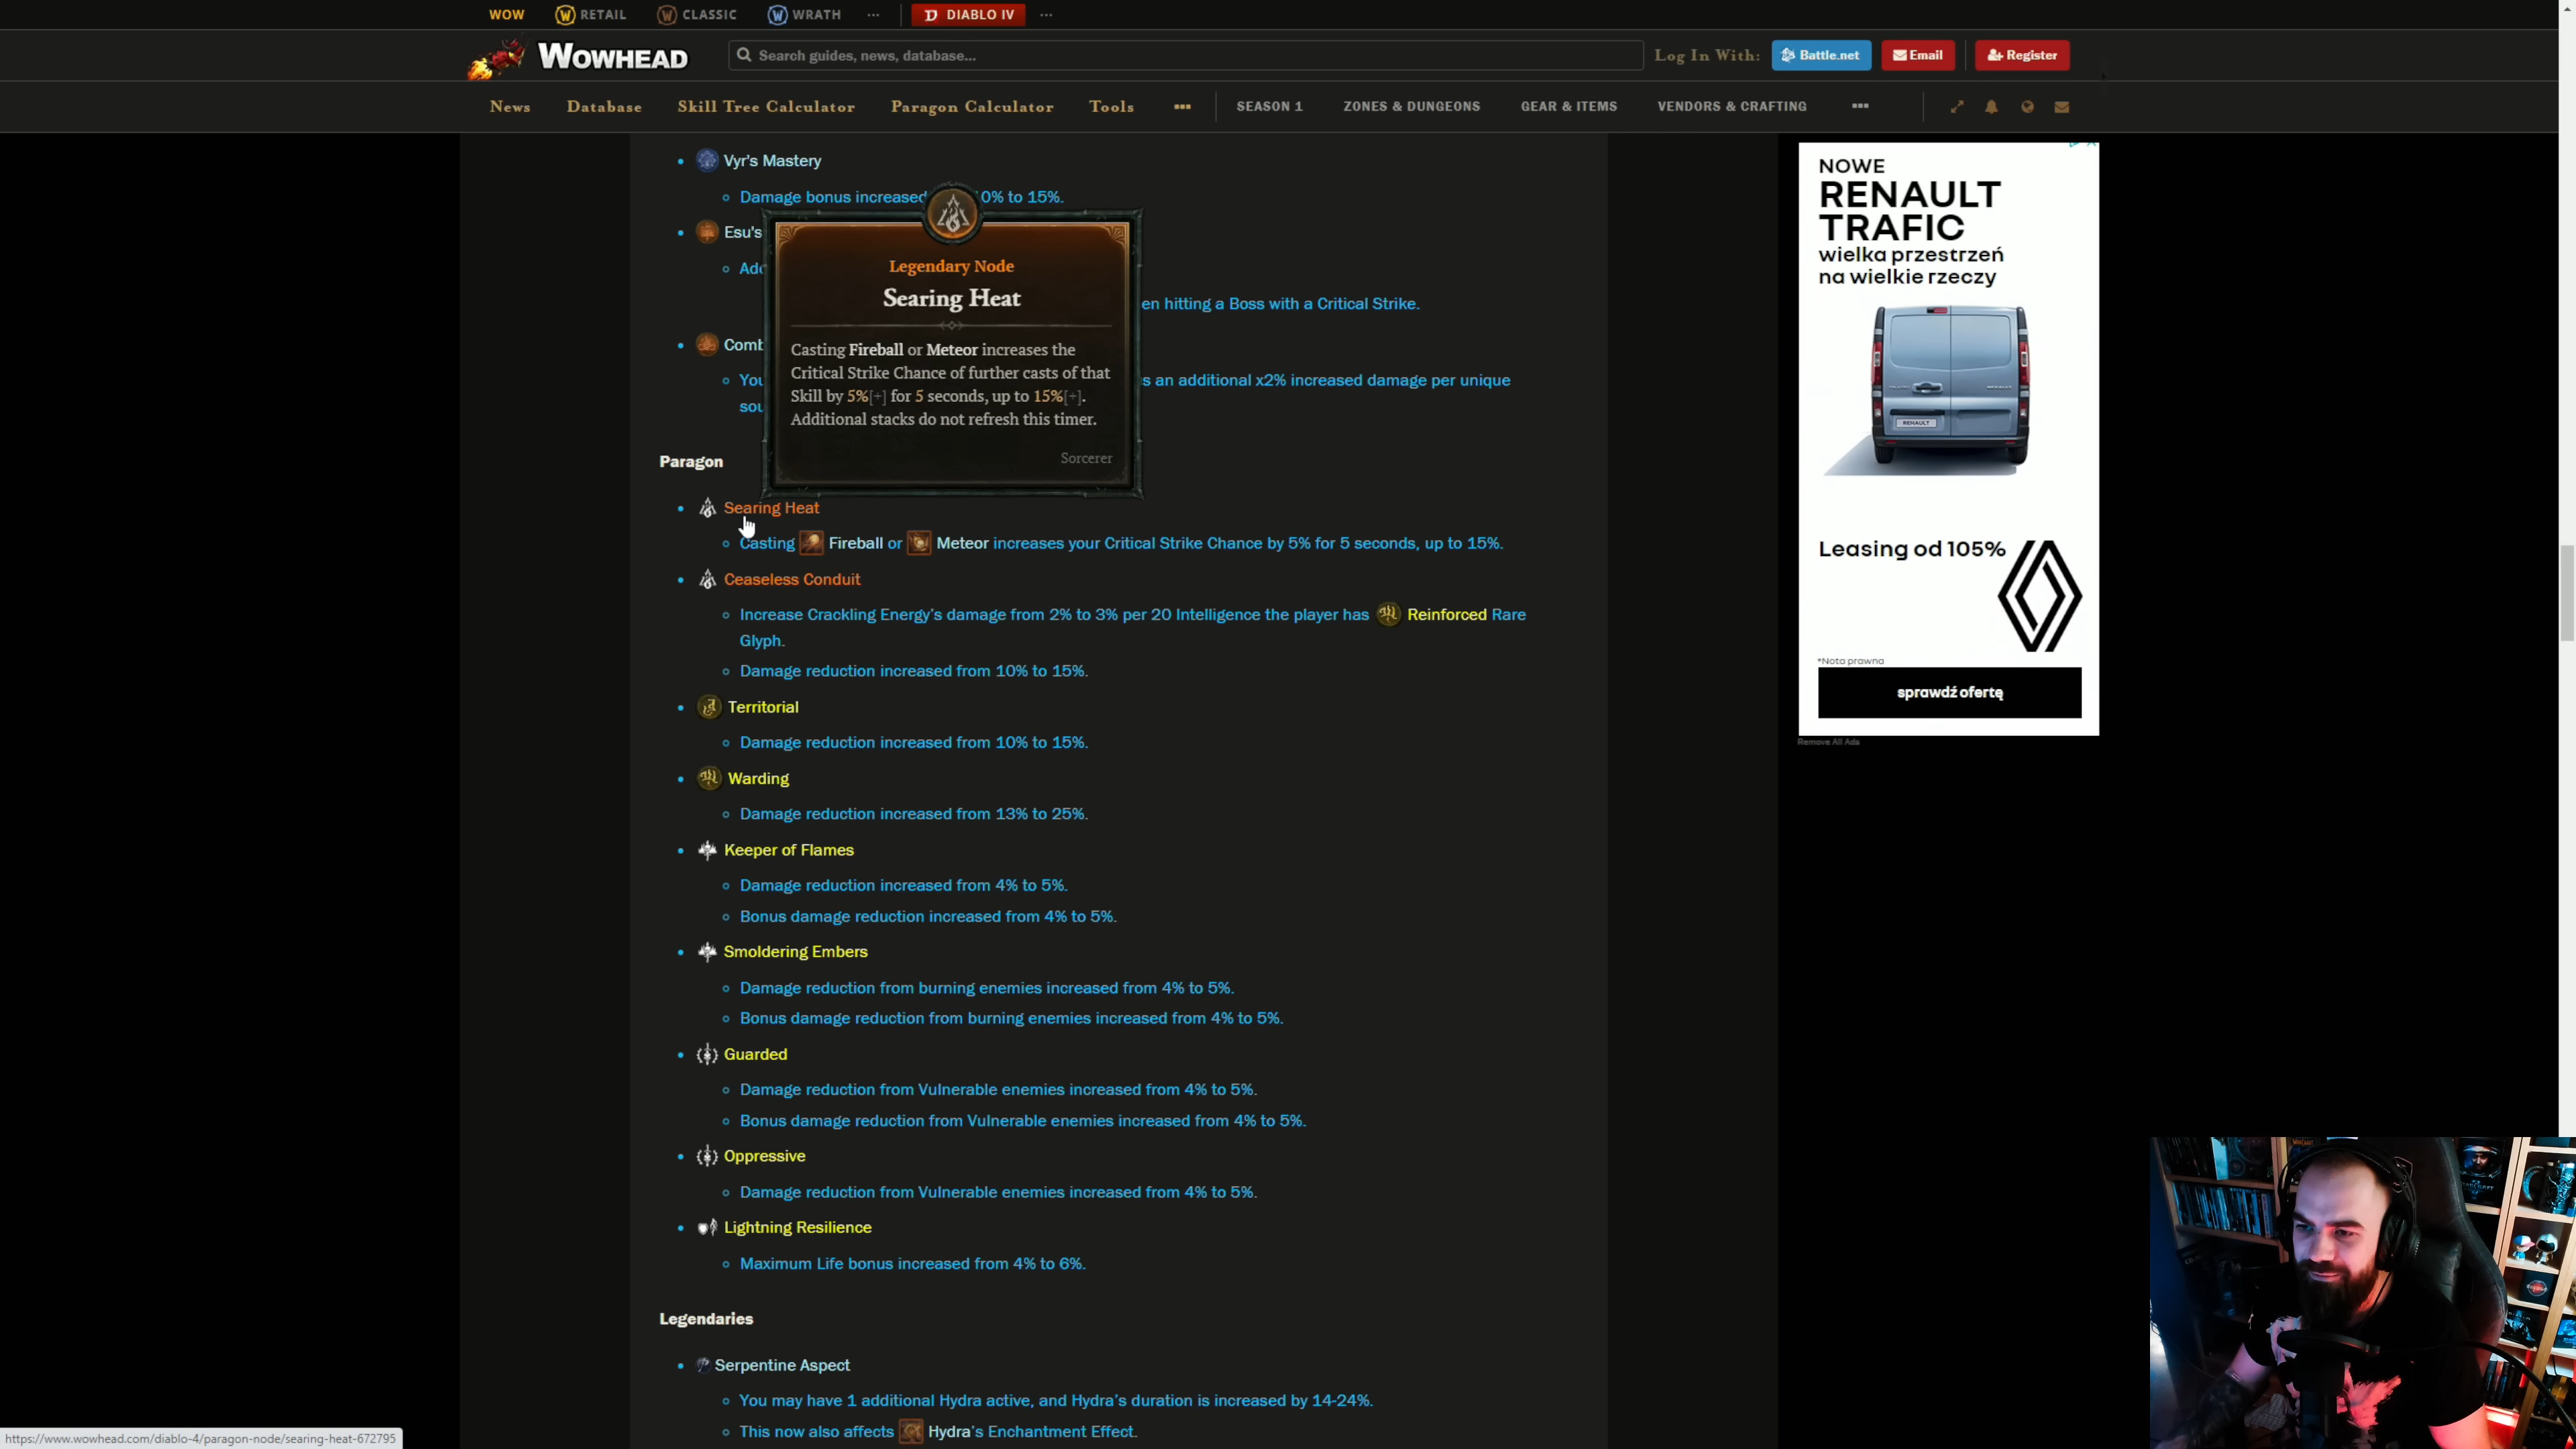 WOW RETAIL CLASSIC WRATH ... DIABLO IV ...
WOWHEAD
Search guides, news, database...
Log In With: Battle.net Email Register
News Database Skill Tree Calculator Paragon Calculator Tools ... SEASON 1 ZONES & DUNGEONS GEAR & ITEMS VENDORS & CRAFTING ...
Vyr's Mastery
Damage bonus increased 0% to 15%.
Esu's
en hitting a Boss with a Critical Strike.
Comb
You s an additional x2% increased damage per unique
sou
Legendary Node
Searing Heat
Casting Fireball or Meteor increases the
Critical Strike Chance of further casts of that
Skill by 5%[+] for 5 seconds, up to 15%[+].
Additional stacks do not refresh this timer.
Sorcerer
Paragon
Searing Heat
Casting Fireball or Meteor increases your Critical Strike Chance by 5% for 5 seconds, up to 15%.
Ceaseless Conduit
Increase Crackling Energy's damage from 2% to 3% per 20 Intelligence the player has Reinforced Rare
Glyph.
Damage reduction increased from 10% to 15%.
Territorial
Damage reduction increased from 10% to 15%.
Warding
Damage reduction increased from 13% to 25%.
Keeper of Flames
Damage reduction increased from 4% to 5%.
Bonus damage reduction increased from 4% to 5%.
Smoldering Embers
Damage reduction from burning enemies increased from 4% to 5%.
Bonus damage reduction from burning enemies increased from 4% to 5%.
Guarded
Damage reduction from Vulnerable enemies increased from 4% to 5%.
Bonus damage reduction from Vulnerable enemies increased from 4% to 5%.
Oppressive
Damage reduction from Vulnerable enemies increased from 4% to 5%.
Lightning Resilience
Maximum Life bonus increased from 4% to 6%.
Legendaries
Serpentine Aspect
You may have 1 additional Hydra active, and Hydra's duration is increased by 14-24%.
This now also affects Hydra's Enchantment Effect.
NOWE
RENAULT
TRAFIC
wielka przestrzeń
na wielkie rzeczy
RENAULT
Leasing od 105%
*Nota prawna
sprawdź ofertę
Remove All Ads
https://www.wowhead.com/diablo-4/paragon-node/searing-heat-672795